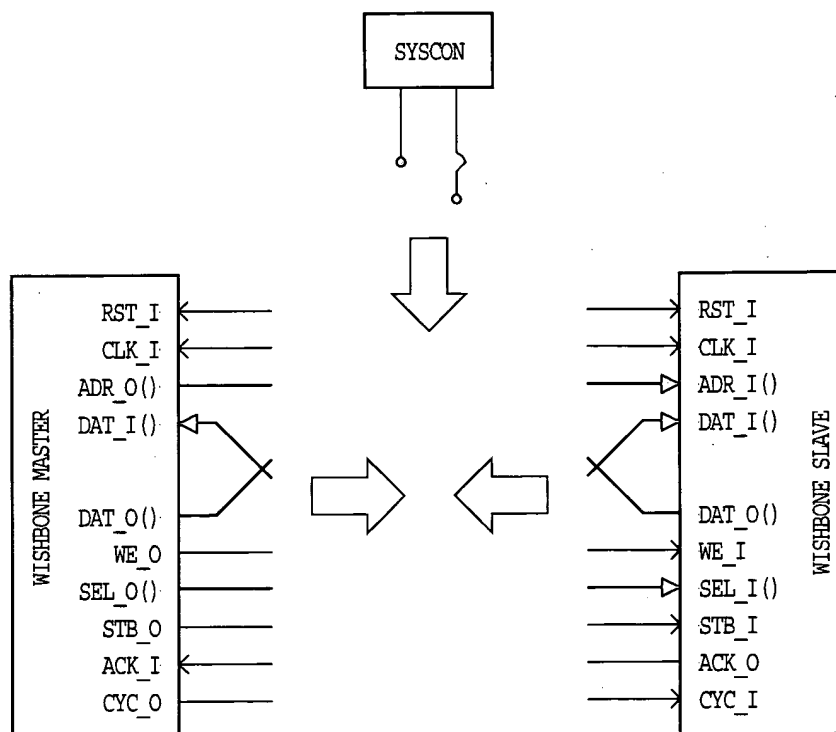 SYSCON
WISHBONE MASTER
RST_I
CLK_I
ADR_O()
DAT_I()
DAT_O()
WE_O
SEL_O()
STB_O
ACK_I
CYC_O
RST_I
CLK_I
ADR_I()
DAT_I()
DAT_O()
WE_I
SEL_I()
STB_I
ACK_O
CYC_I
WISHBONE SLAVE